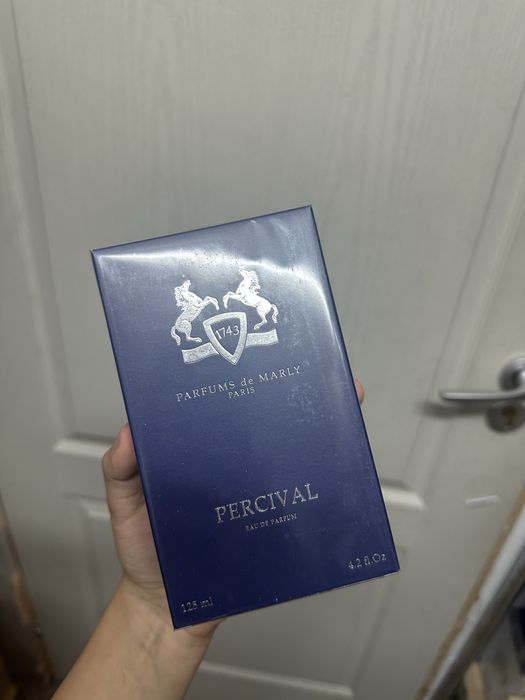 1743
PARFUMS de MARLY
PARIS
PERCIVAL
EAU DE PARFUM
125 ml
4.2 fl.Oz